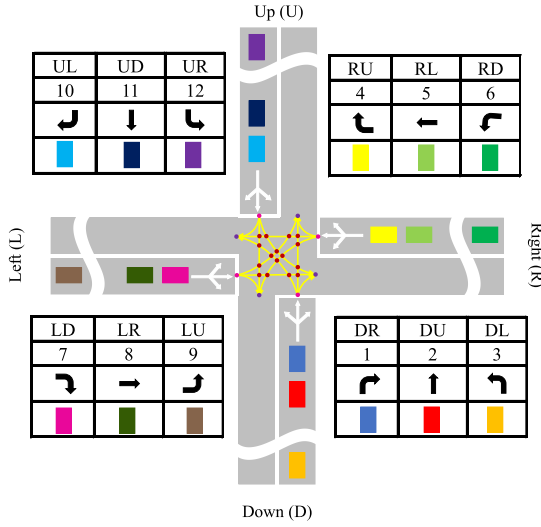 Up (U)
UL UD UR
10 11 12
RU RL RD
4 5 6
Left (L)
Right (R)
LD LR LU
7 8 9
DR DU DL
1 2 3
Down (D)